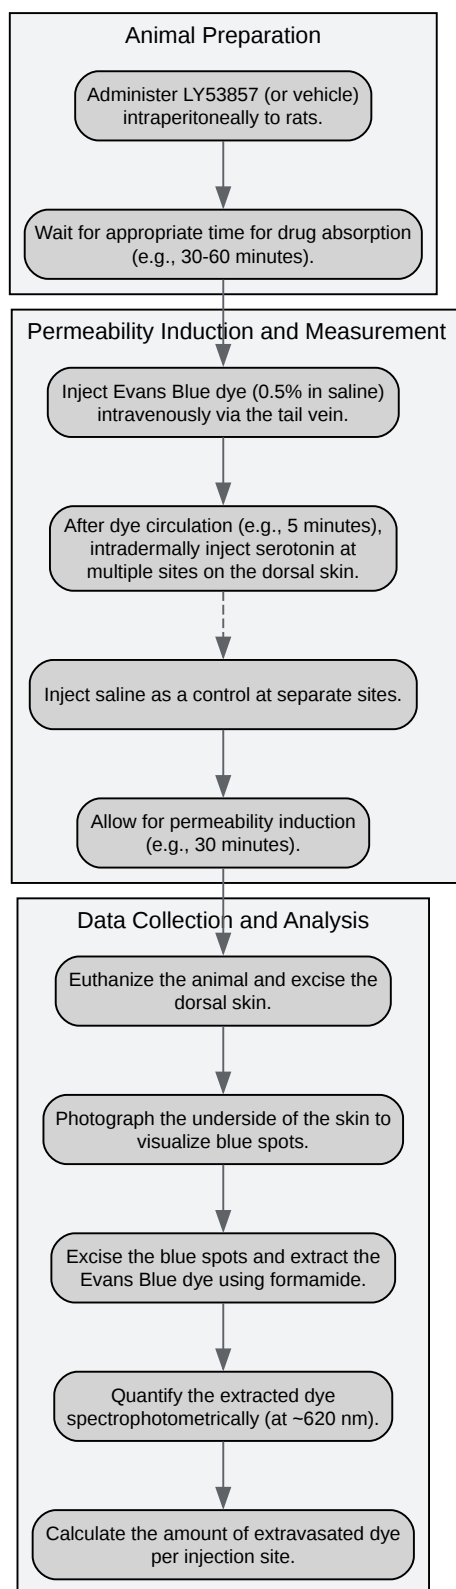 Animal Preparation
Administer LY53857 (or vehicle)
intraperitoneally to rats.
Wait for appropriate time for drug absorption
(e.g., 30-60 minutes).
Permeability Induction and Measurement
Inject Evans Blue dye (0.5% in saline)
intravenously via the tail vein.
After dye circulation (e.g., 5 minutes),
intradermally inject serotonin at
multiple sites on the dorsal skin.
Inject saline as a control at separate sites.
Allow for permeability induction
(e.g., 30 minutes).
Data Collection and Analysis
Euthanize the animal and excise the
dorsal skin.
Photograph the underside of the skin to
visualize blue spots.
Excise the blue spots and extract the
Evans Blue dye using formamide.
Quantify the extracted dye
spectrophotometrically (at ~620 nm).
Calculate the amount of extravasated dye
per injection site.